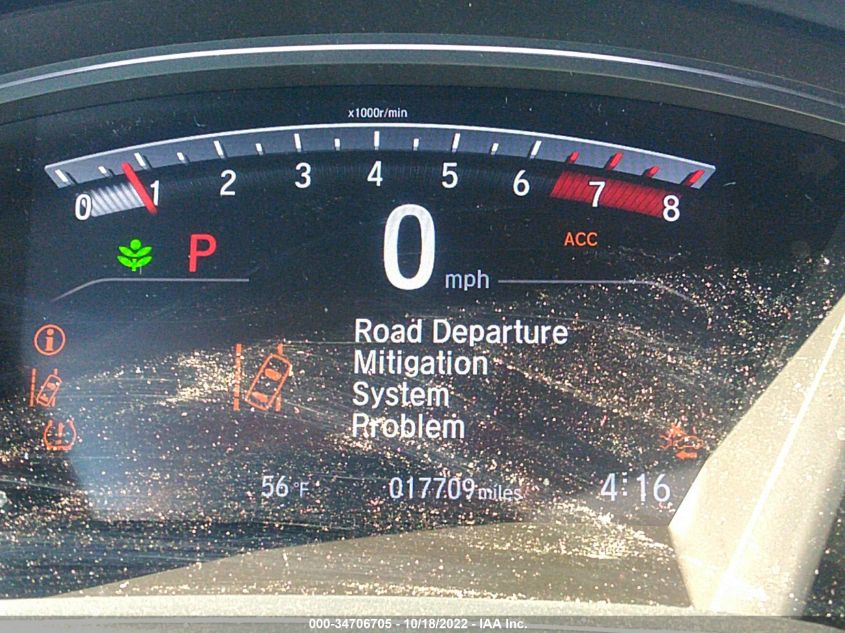 x1000r/min
0 1 2 3 4 5 6 7 8
P
0 mph
ACC
Road Departure
Mitigation
System
Problem
56 °F
017709 miles
4:16
000-34706705 - 10/18/2022 - IAA Inc.